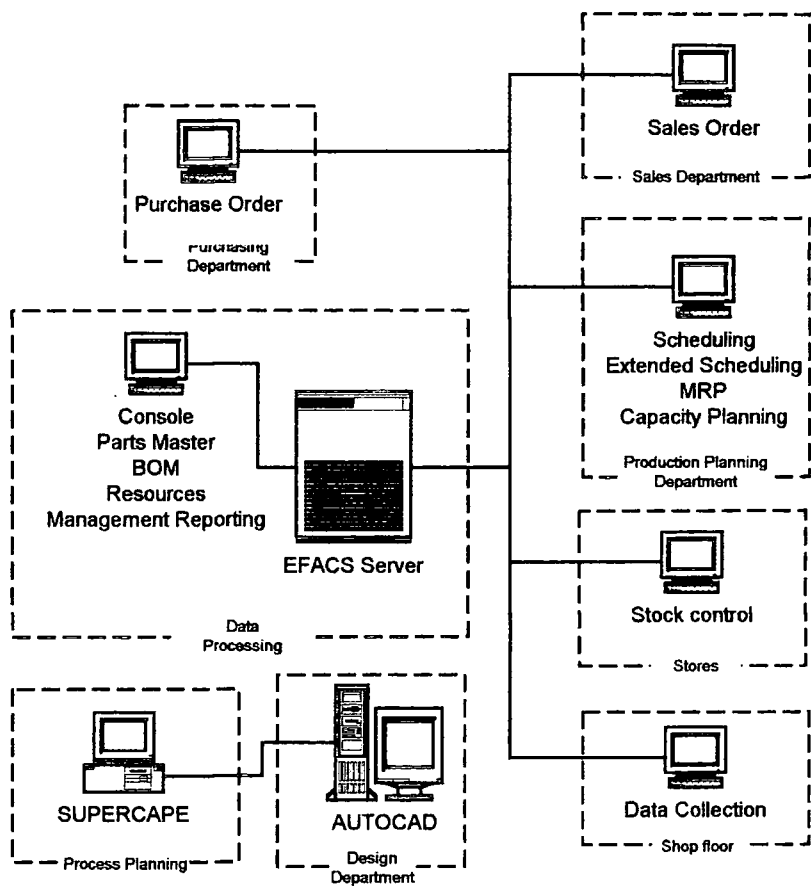 Sales Order
Sales Department
Purchase Order
Purchasing
Department
Scheduling
Extended Scheduling
MRP
Capacity Planning
Production Planning
Department
Console
Parts Master
BOM
Resources
Management Reporting
EFACS Server
Data
Processing
Stock control
Stores
SUPERCAPE
Process Planning
AUTOCAD
Design
Department
Data Collection
Shop floor